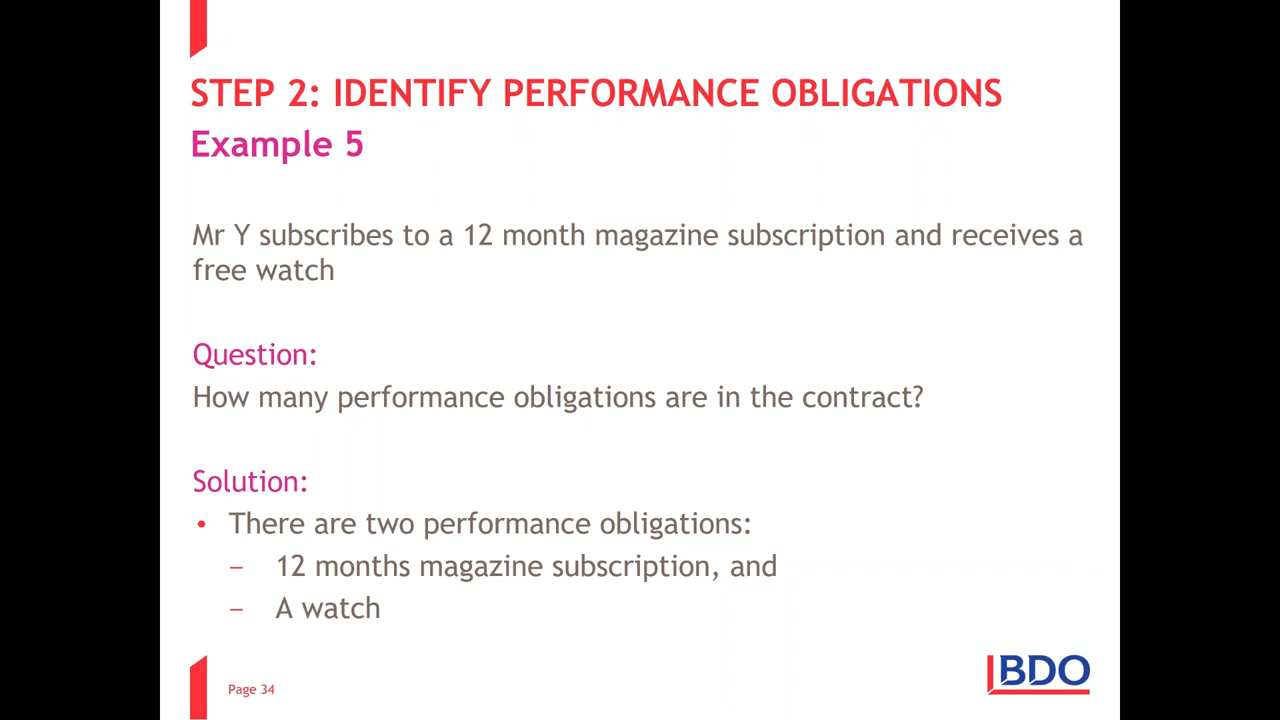 STEP 2: IDENTIFY PERFORMANCE OBLIGATIONS
Example 5
Mr Y subscribes to a 12 month magazine subscription and receives a
free watch
Question:
How many performance obligations are in the contract?
Solution:
• There are two performance obligations:
– 12 months magazine subscription, and
– A watch
Page 34
BDO